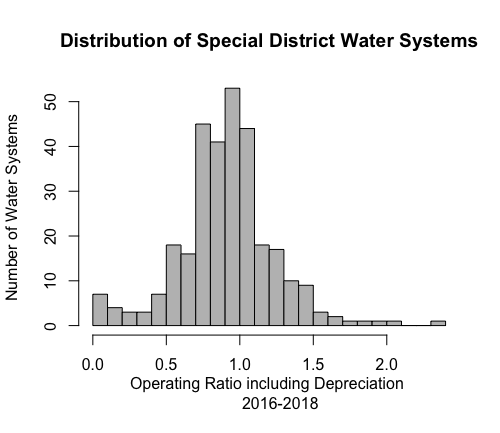 Distribution of Special District Water Systems
Number of Water Systems
50
40
30
20
10
0
0.0 0.5 1.0 1.5 2.0
Operating Ratio including Depreciation
2016-2018